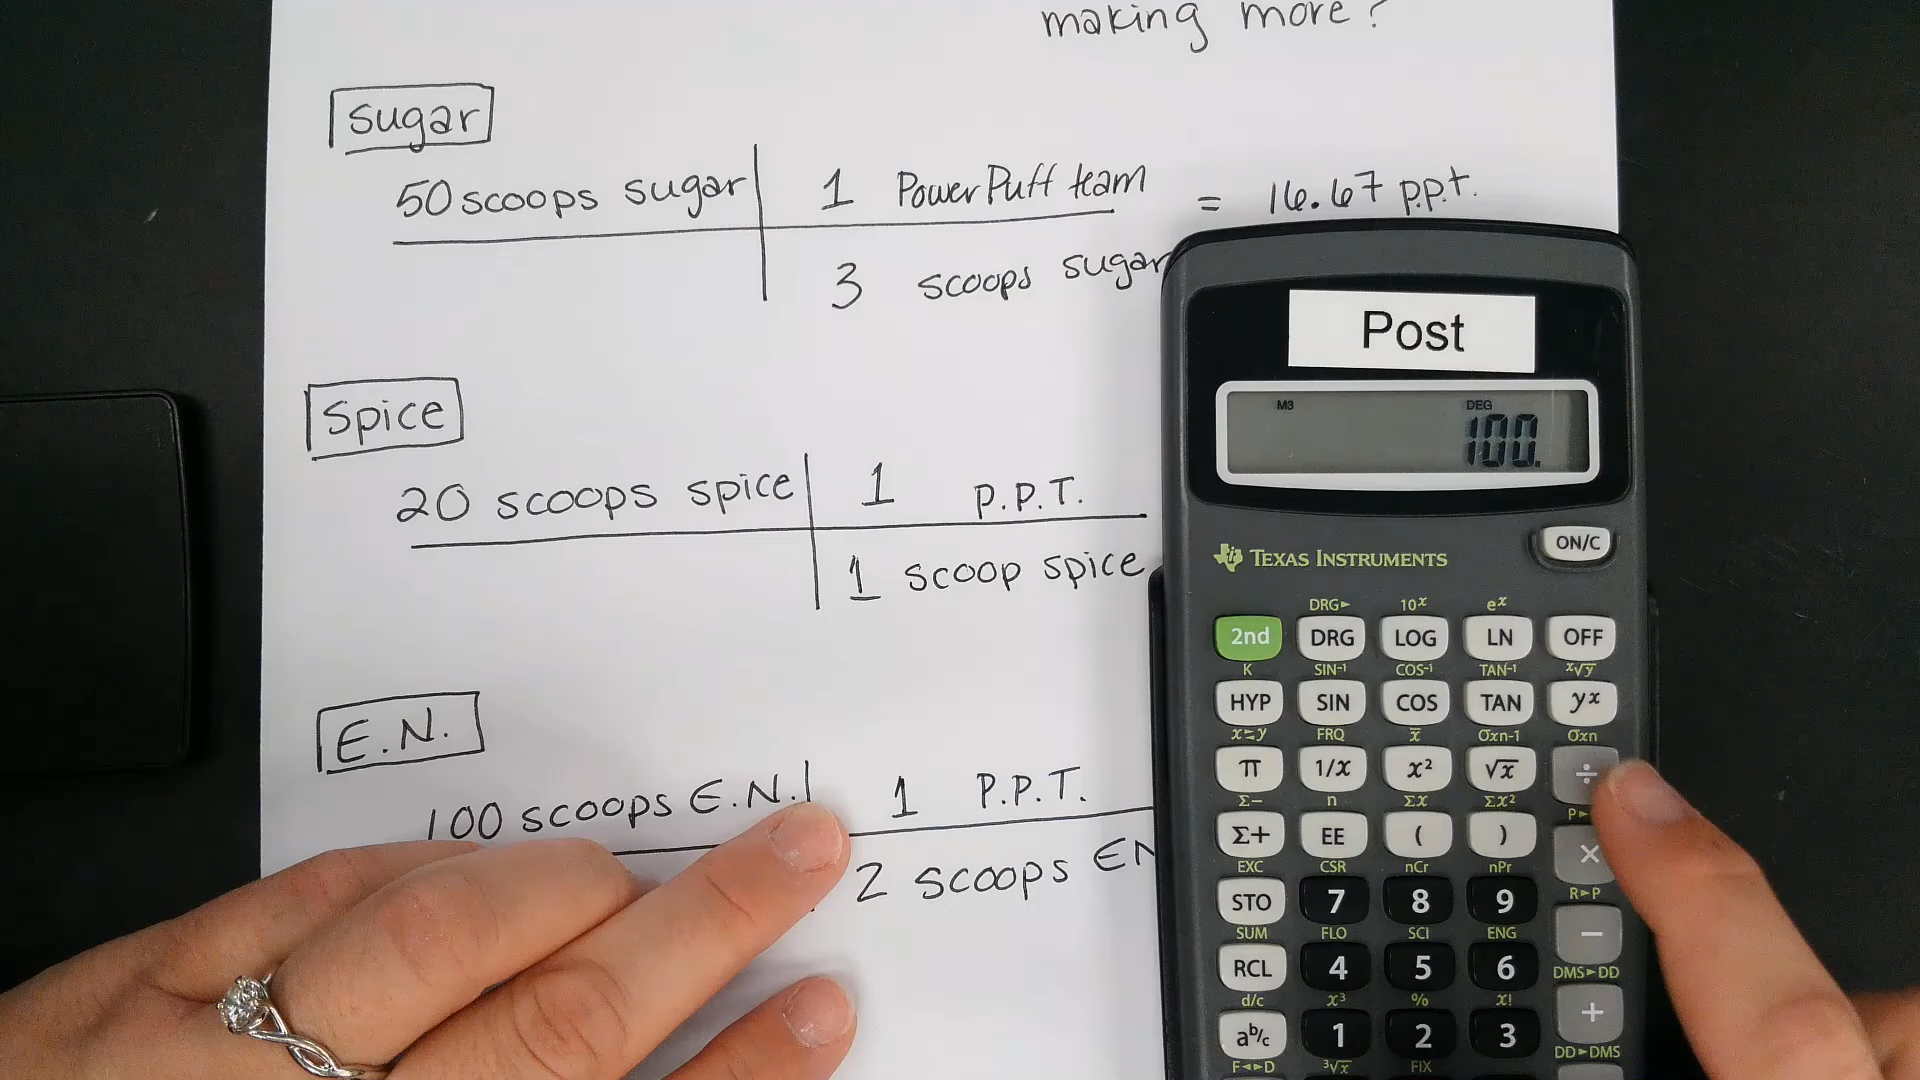 making more?
sugar
50 scoops sugar 1 PowerPuff team = 16.67 p.p.t.
3 scoops sugar
Post
M3 DEG
100.
Spice
20 scoops spice 1 P.P.T.
1 scoop spice
TEXAS INSTRUMENTS
ON/C
DRG► 10ˣ eˣ
2nd DRG LOG LN OFF
K SIN⁻¹ COS⁻¹ TAN⁻¹ ˣ√y
HYP SIN COS TAN yˣ
x⇄y FRQ x̄ σxn-1 σxn
E.N.
π 1/x x² √x ÷
Σ- n Σx Σx² P►
100 scoops E.N. 1 P.P.T.
2 scoops EN
Σ+ EE ( ) ×
EXC CSR nCr nPr R►P
STO 7 8 9 −
SUM FLO SCI ENG DMS►DD
RCL 4 5 6 +
d/c x³ % x! DD►DMS
aᵇ/c 1 2 3
F◄►D ³√x FIX